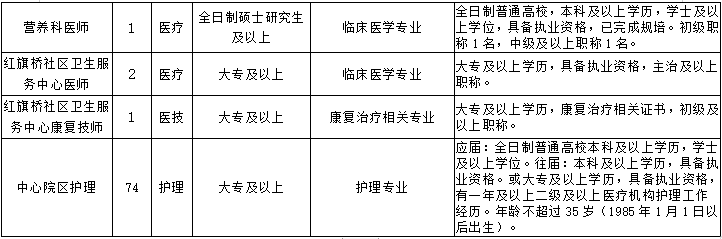 营养科医师 1 医疗 全日制硕士研究生及以上 临床医学专业 全日制普通高校，本科及以上学历，学士及以上学位，具备执业资格，已完成规培。初级职称1名，中级及以上职称1名。
红旗桥社区卫生服务中心医师 2 医疗 大专及以上 临床医学专业 大专及以上学历，具备执业资格，主治及以上职称。
红旗桥社区卫生服务中心康复技师 1 医技 大专及以上 康复治疗相关专业 大专及以上学历，康复治疗相关证书，初级及以上职称。
中心院区护理 74 护理 大专及以上 护理专业 应届：全日制普通高校本科及以上学历，学士及以上学位。往届：本科及以上学历，具备执业资格。或大专及以上学历，具备执业资格，有一年及以上二级及以上医疗机构护理工作经历。年龄不超过35岁（1985年1月1日以后出生）。